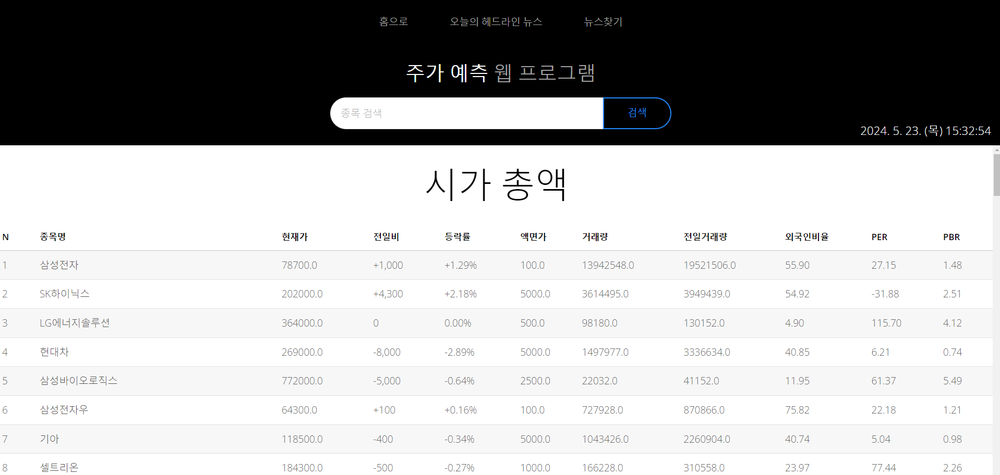 홈으로 오늘의 헤드라인 뉴스 뉴스찾기
주가 예측 웹 프로그램
종목 검색 검색
2024. 5. 23. (목) 15:32:54
시가 총액
N 종목명 현재가 전일비 등락률 액면가 거래량 전일거래량 외국인비율 PER PBR
1 삼성전자 78700.0 +1,000 +1.29% 100.0 13942548.0 19521506.0 55.90 27.15 1.48
2 SK하이닉스 202000.0 +4,300 +2.18% 5000.0 3614495.0 3949439.0 54.92 -31.88 2.51
3 LG에너지솔루션 364000.0 0 0.00% 500.0 98180.0 130152.0 4.90 115.70 4.12
4 현대차 269000.0 -8,000 -2.89% 5000.0 1497977.0 3336634.0 40.85 6.21 0.74
5 삼성바이오로직스 772000.0 -5,000 -0.64% 2500.0 22032.0 41152.0 11.95 61.37 5.49
6 삼성전자우 64300.0 +100 +0.16% 100.0 727928.0 870866.0 75.82 22.18 1.21
7 기아 118500.0 -400 -0.34% 5000.0 1043426.0 2260904.0 40.74 5.04 0.98
8 셀트리온 184300.0 -500 -0.27% 1000.0 166228.0 310558.0 23.97 77.44 2.26